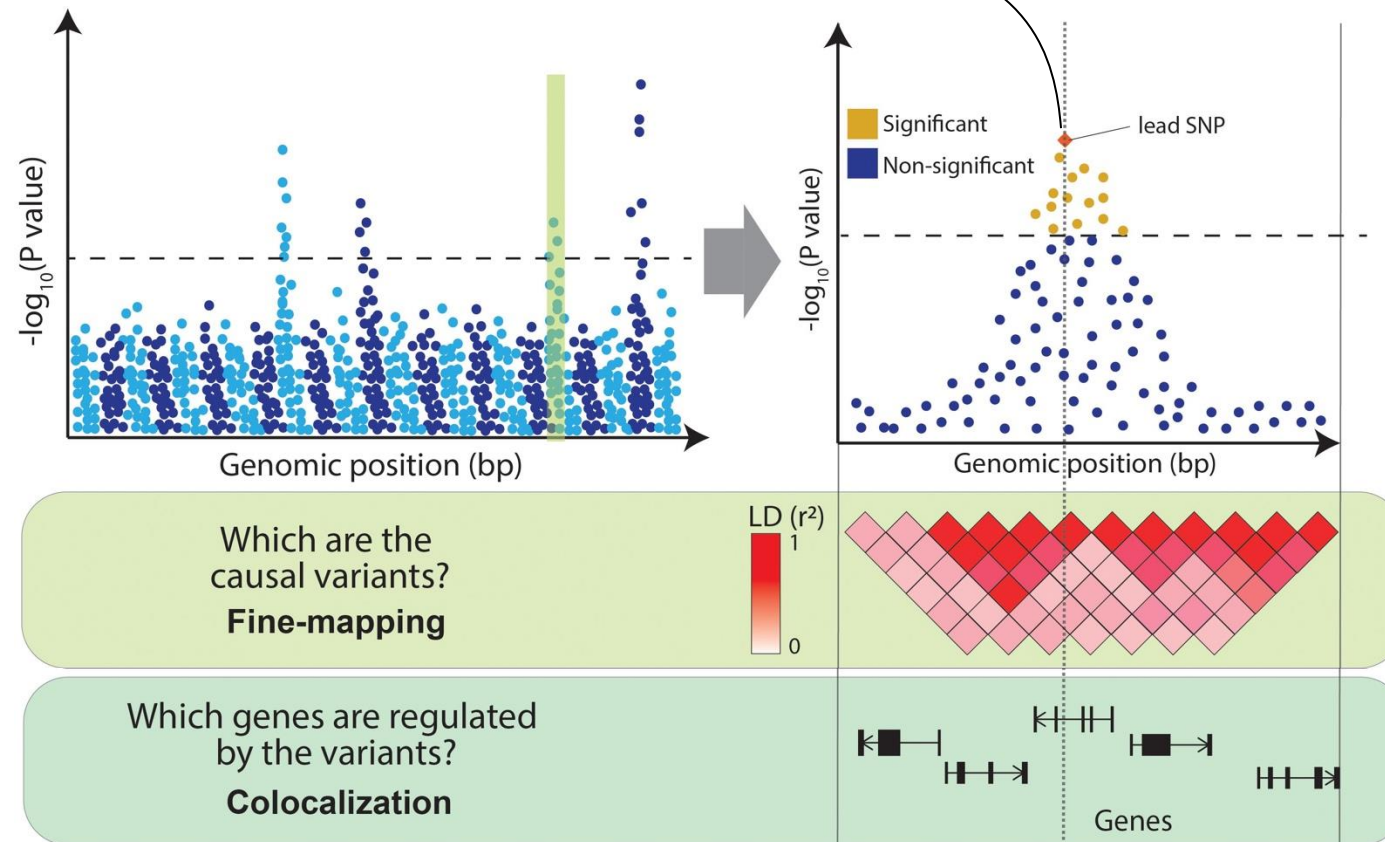 -log10(P value)
Genomic position (bp)
-log10(P value)
Significant
Non-significant
lead SNP
Genomic position (bp)
Which are the
causal variants?
Fine-mapping
LD (r²)
1
0
Which genes are regulated
by the variants?
Colocalization
Genes